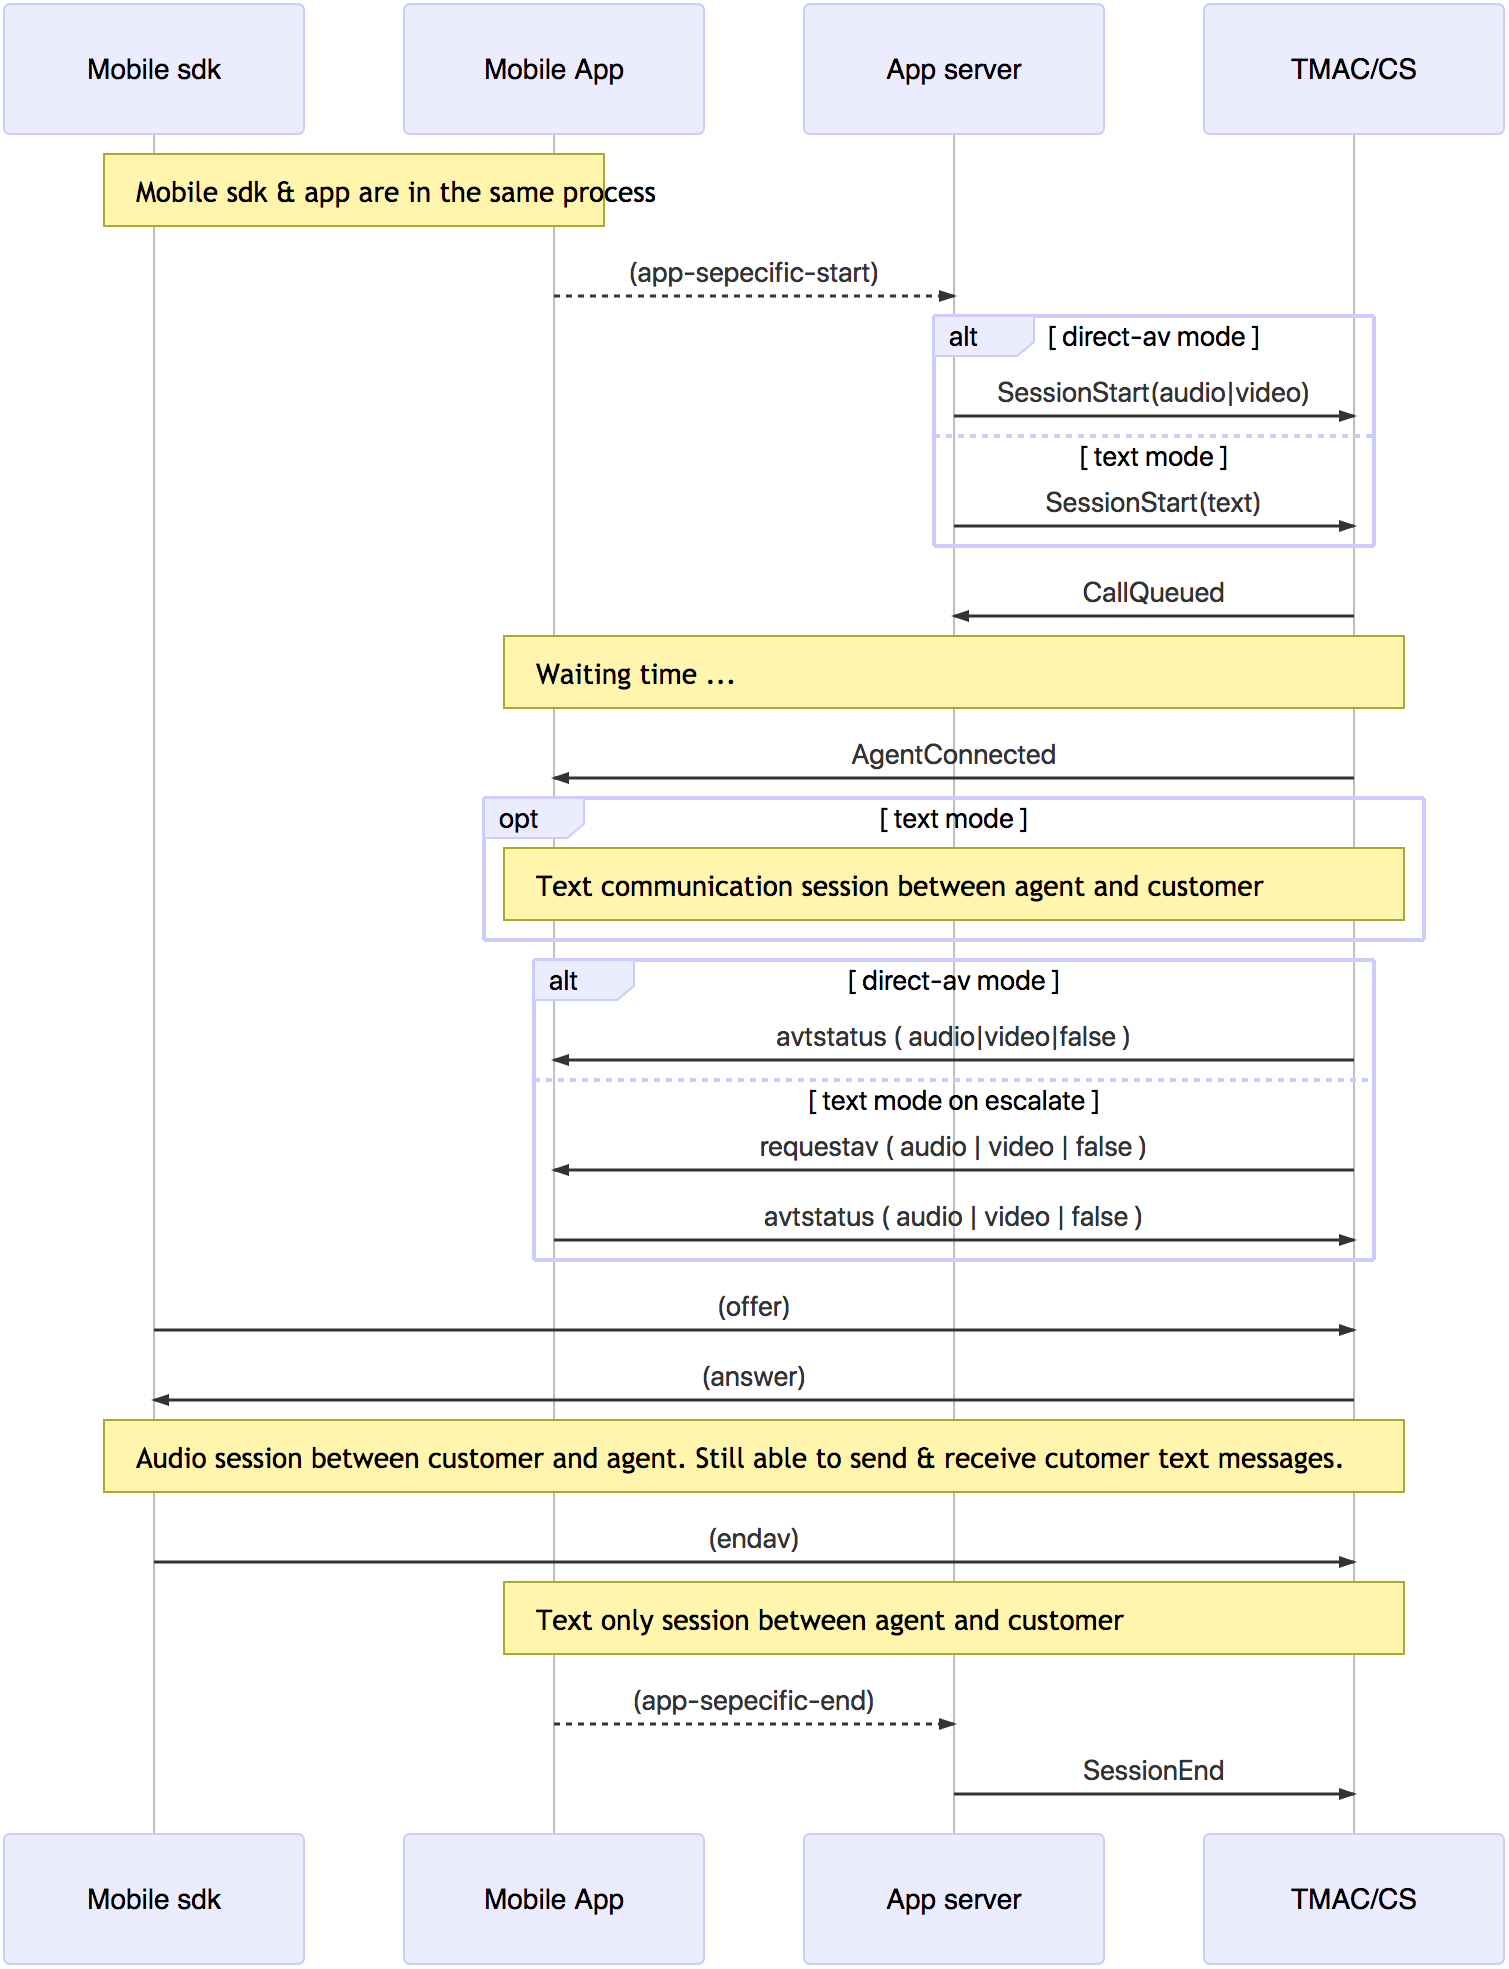 Mobile sdk
Mobile App
App server
TMAC/CS
Mobile sdk & app are in the same process
(app-sepecific-start)
alt
[ direct-av mode ]
SessionStart(audio|video)
[ text mode ]
SessionStart(text)
CallQueued
Waiting time ...
AgentConnected
opt
[ text mode ]
Text communication session between agent and customer
alt
[ direct-av mode ]
avtstatus ( audio|video|false )
[ text mode on escalate ]
requestav ( audio | video | false )
avtstatus ( audio | video | false )
(offer)
(answer)
Audio session between customer and agent. Still able to send & receive cutomer text messages.
(endav)
Text only session between agent and customer
(app-sepecific-end)
SessionEnd
Mobile sdk
Mobile App
App server
TMAC/CS